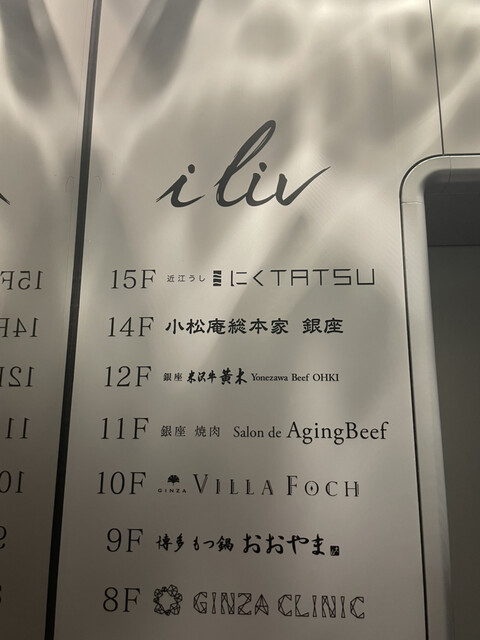 iliv
15F 近江うし にくTATSU
14F 小松庵総本家 銀座
12F 銀座 米沢牛 黄木 Yonezawa Beef OHKI
11F 銀座 焼肉 Salon de AgingBeef
10F GINZA VILLA FOCH
9F 博多 もつ鍋 おおやま
8F GINZA CLINIC